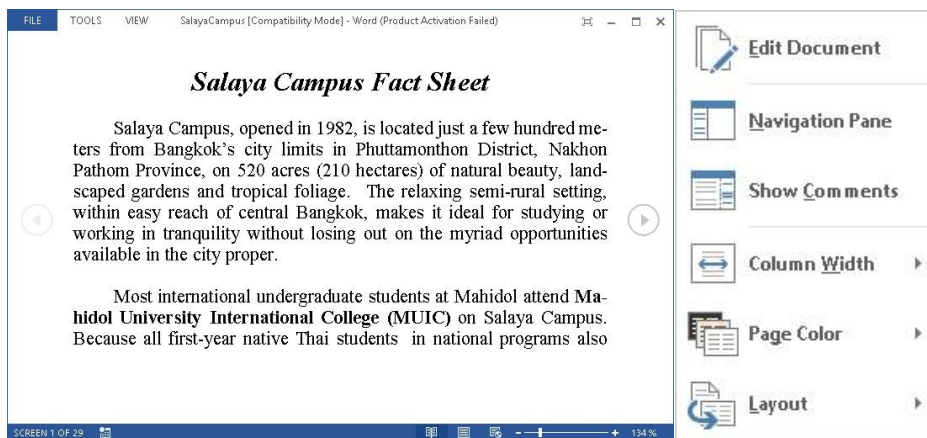 FILE TOOLS VIEW SalayaCampus [Compatibility Mode] - Word (Product Activation Failed)
Salaya Campus Fact Sheet
Salaya Campus, opened in 1982, is located just a few hundred me-
ters from Bangkok's city limits in Phuttamonthon District, Nakhon
Pathom Province, on 520 acres (210 hectares) of natural beauty, land-
scaped gardens and tropical foliage. The relaxing semi-rural setting,
within easy reach of central Bangkok, makes it ideal for studying or
working in tranquility without losing out on the myriad opportunities
available in the city proper.
Most international undergraduate students at Mahidol attend Ma-
hidol University International College (MUIC) on Salaya Campus.
Because all first-year native Thai students in national programs also
SCREEN 1 OF 29 134 %
Edit Document
Navigation Pane
Show Comments
Column Width
Page Color
Layout